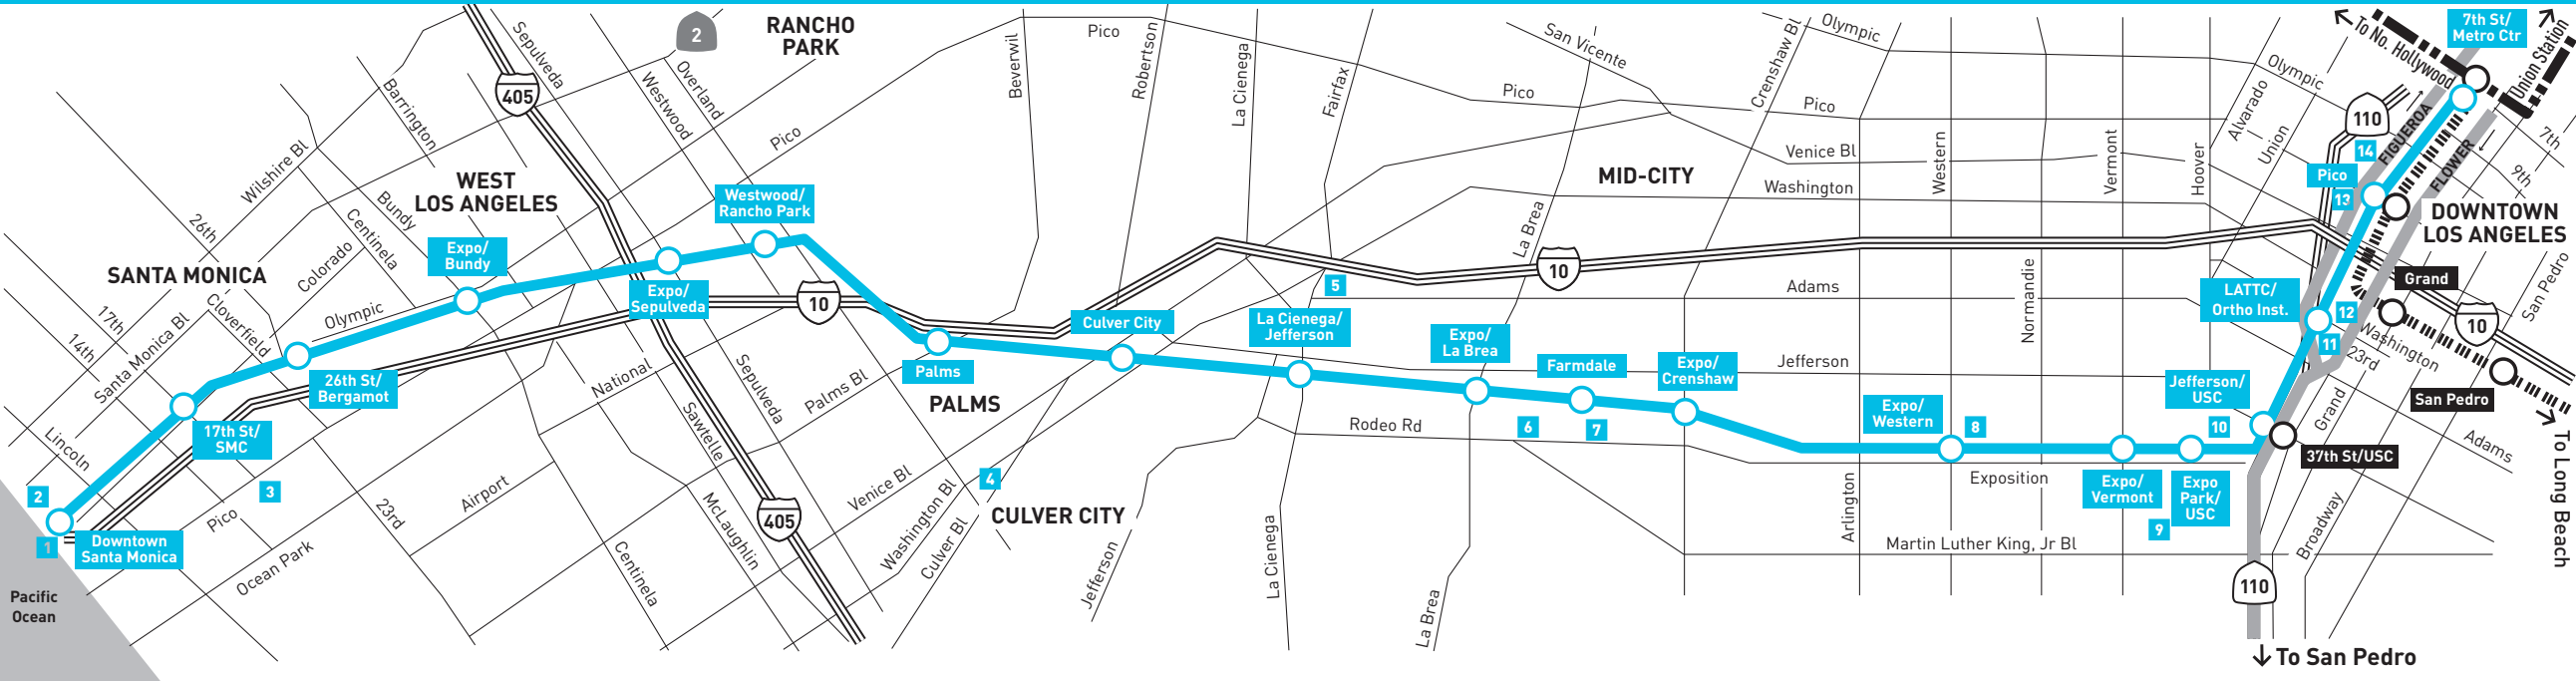 RANCHO
PARK
2
Sepulveda
405
Westwood
Overland
Barrington
Wilshire Bl
Pico
Beverwil
Pico
Robertson
La Cienega
Fairfax
Pico
San Vicente
Crenshaw Bl
Olympic
Pico
Venice Bl
Washington
MID-CITY
Western
Vermont
Hoover
Alvarado
Union
Olympic
To No. Hollywood
7th St/
Metro Ctr
Union Station
110
14
FIGUEROA
FLOWER
7th
9th
Pico
13
DOWNTOWN
LOS ANGELES
San Pedro
WEST
LOS ANGELES
Westwood/
Rancho Park
Bundy
Centinela
Colorado
26th
SANTA MONICA
Expo/
Bundy
Expo/
Sepulveda
10
Cloverfield
Olympic
17th
14th
Santa Monica Bl
Lincoln
26th St/
Bergamot
17th St/
SMC
3
2
1
Downtown
Santa Monica
Pacific
Ocean
Pico
Ocean Park
23rd
Airport
National
Centinela
Sawtelle
McLaughlin
Sepulveda
Palms Bl
405
Palms
PALMS
Culver City
Venice Bl
Washington Bl
Culver Bl
4
CULVER CITY
Jefferson
La Cienega
La Cienega/
Jefferson
5
La Brea
10
Adams
Normandie
Jefferson
Expo/
La Brea
Farmdale
Expo/
Crenshaw
Rodeo Rd
6
7
La Brea
Expo/
Western
8
Arlington
Exposition
Martin Luther King, Jr Bl
Expo/
Vermont
Expo
Park/
USC
9
Jefferson/
USC
10
LATTC/
Ortho Inst.
12
11
23rd
Washington
Grand
10
San Pedro
37th St/USC
Grand
Adams
Broadway
110
To Long Beach
To San Pedro